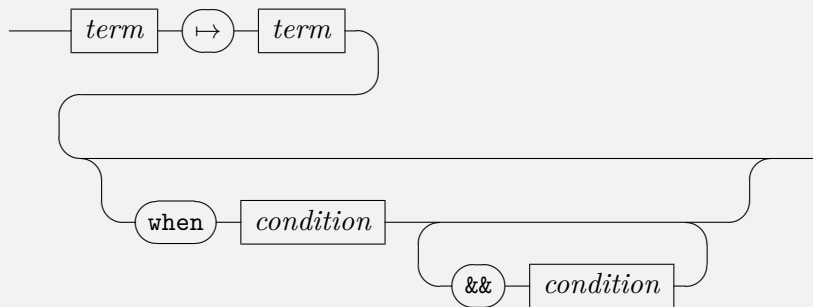 term ↦ term
when condition
&& condition